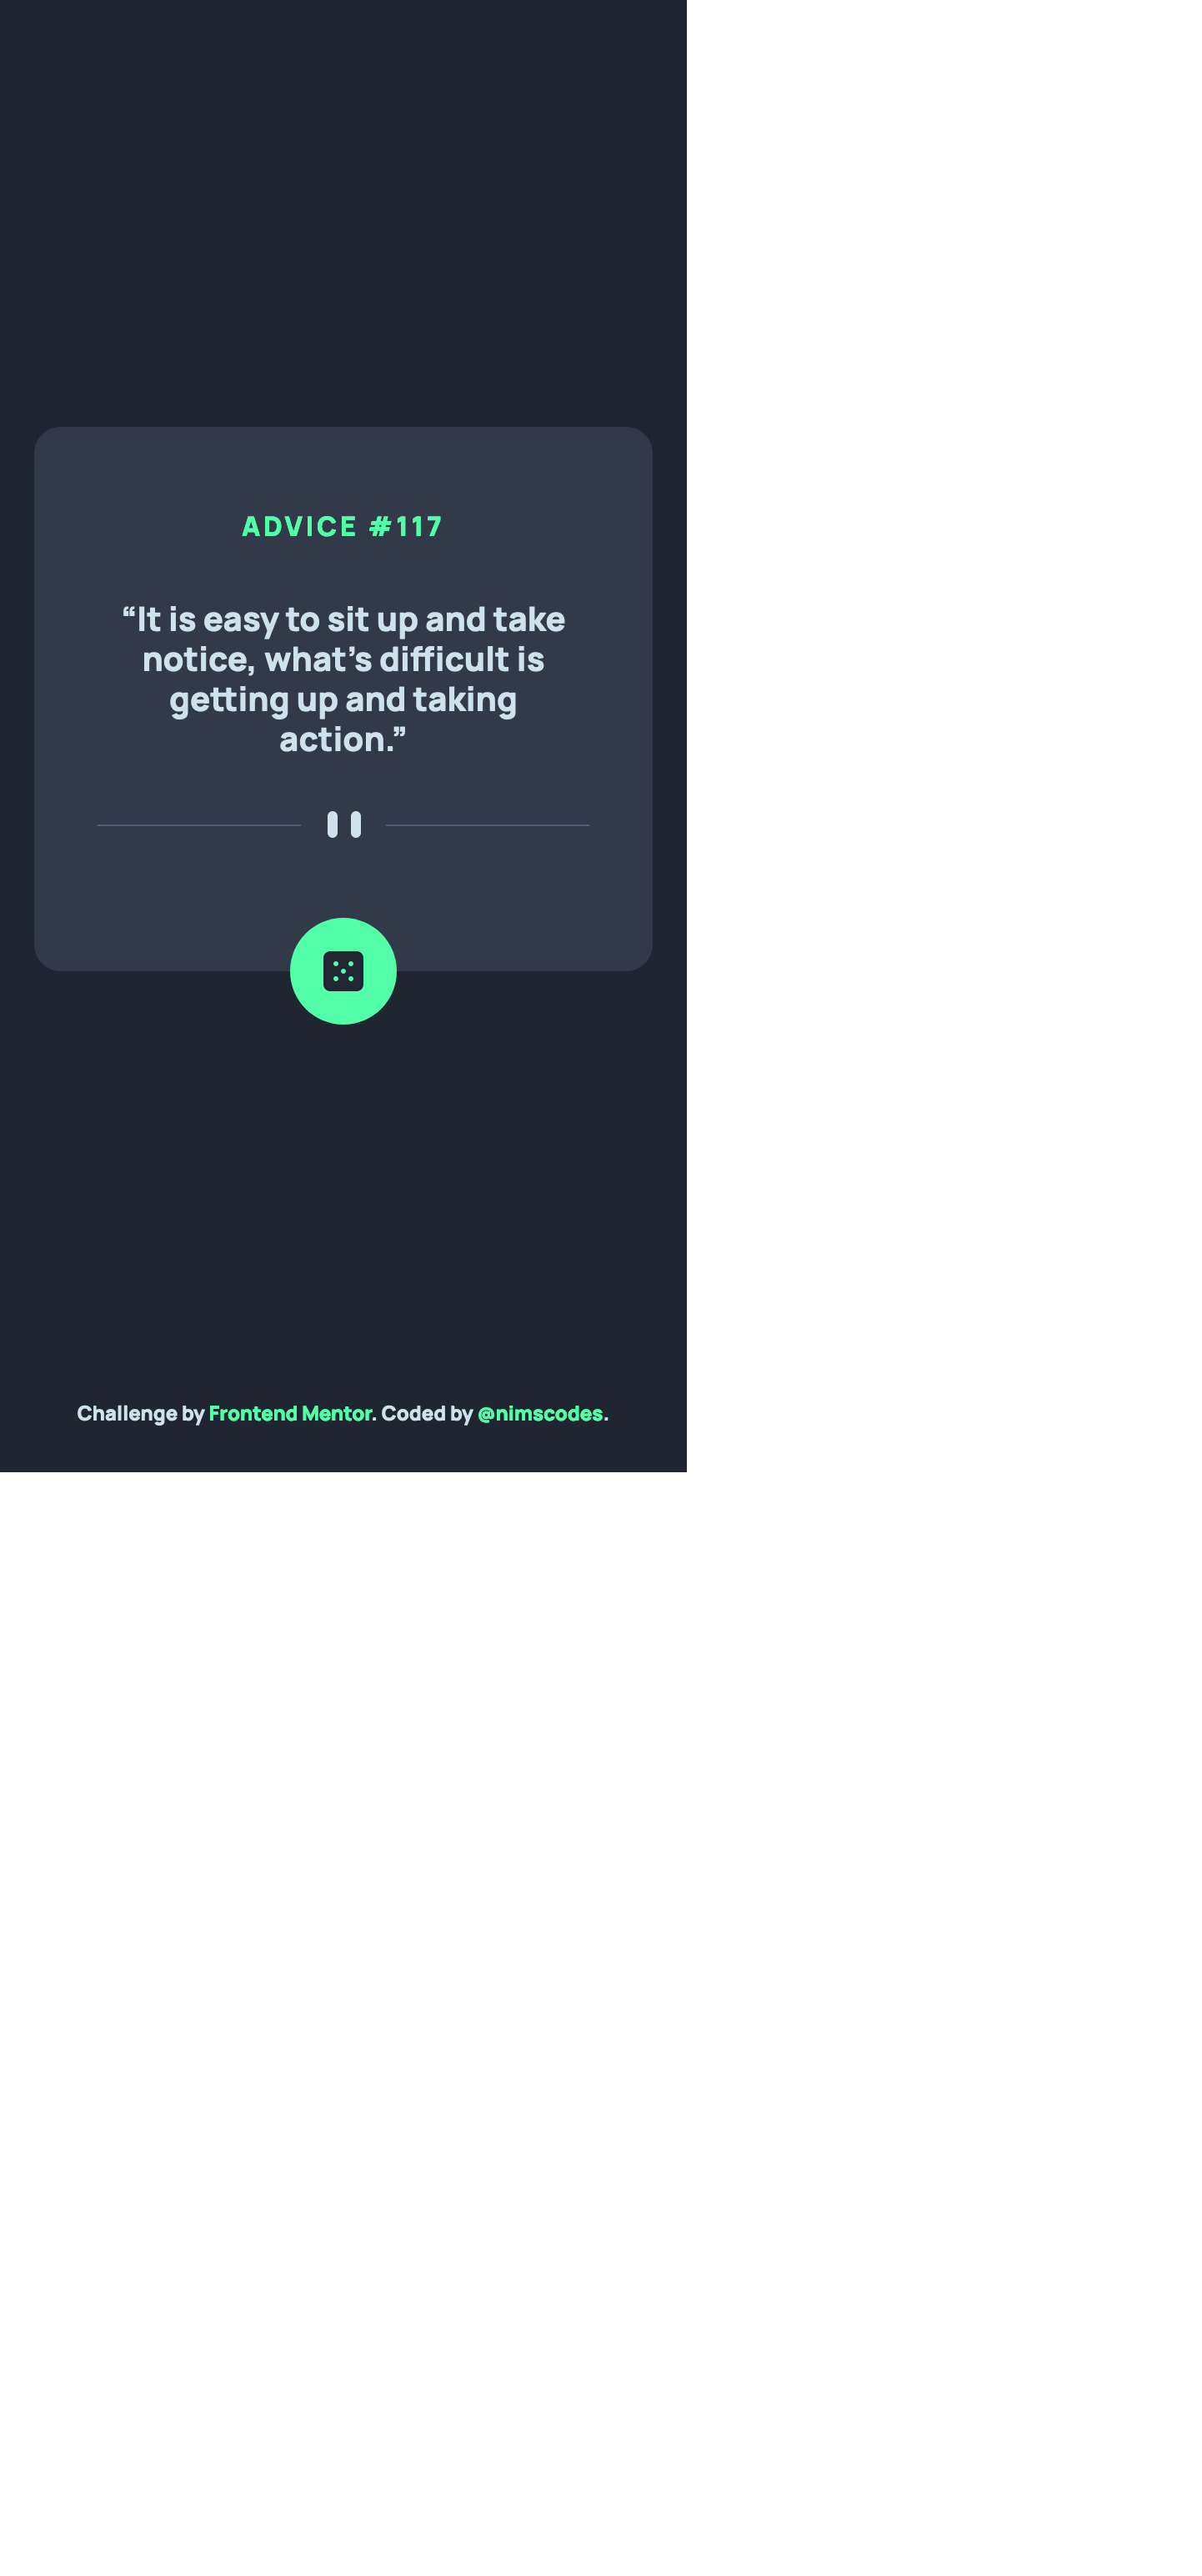 ADVICE #117
“It is easy to sit up and take
notice, what’s difficult is
getting up and taking
action.”
Challenge by Frontend Mentor. Coded by @nimscodes.